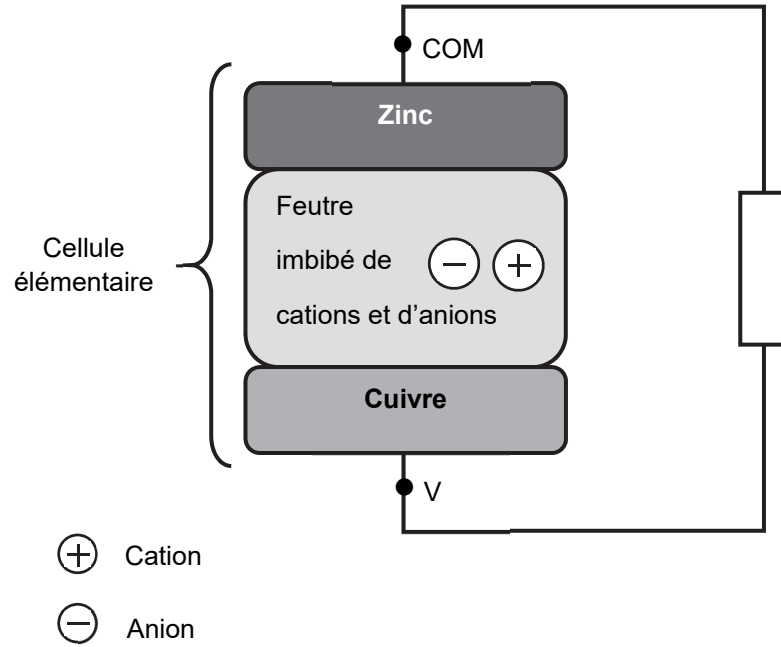 COM
Zinc
Feutre
imbibé de
cations et d'anions
Cellule
élémentaire
Cuivre
V
Cation
Anion